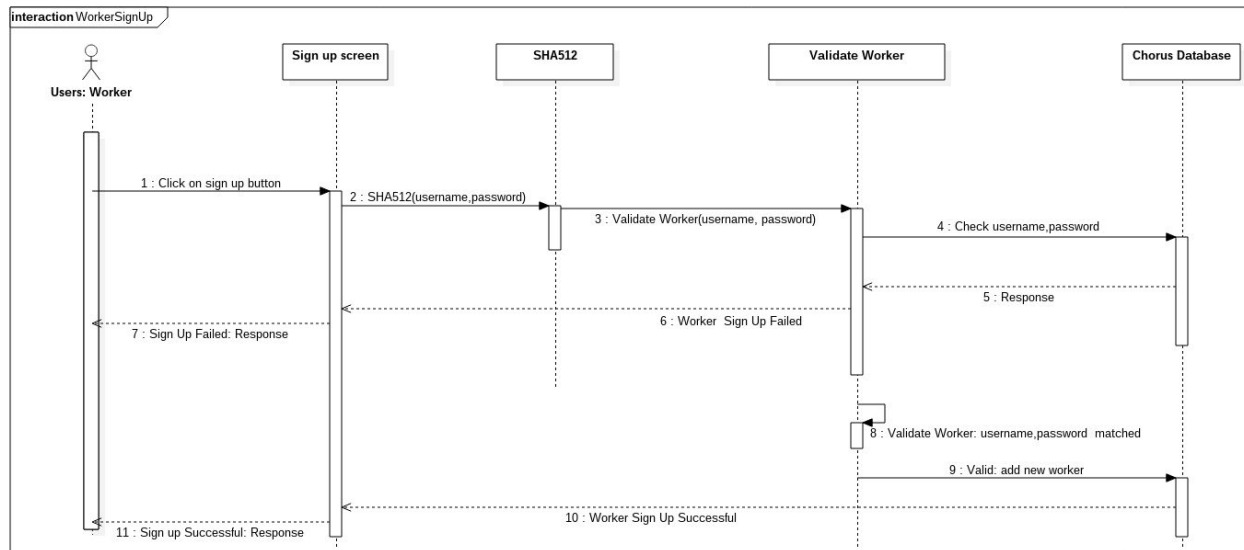 interaction WorkerSignUp
Users: Worker
Sign up screen
SHA512
Validate Worker
Chorus Database
1 : Click on sign up button
2 : SHA512(username,password)
3 : Validate Worker(username, password)
4 : Check username,password
5 : Response
6 : Worker  Sign Up Failed
7 : Sign Up Failed: Response
8 : Validate Worker: username,password  matched
9 : Valid: add new worker
10 : Worker Sign Up Successful
11 : Sign up Successful: Response